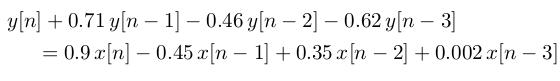 y[n] + 0.71 y[n − 1] − 0.46 y[n − 2] − 0.62 y[n − 3]
= 0.9 x[n] − 0.45 x[n − 1] + 0.35 x[n − 2] + 0.002 x[n − 3]